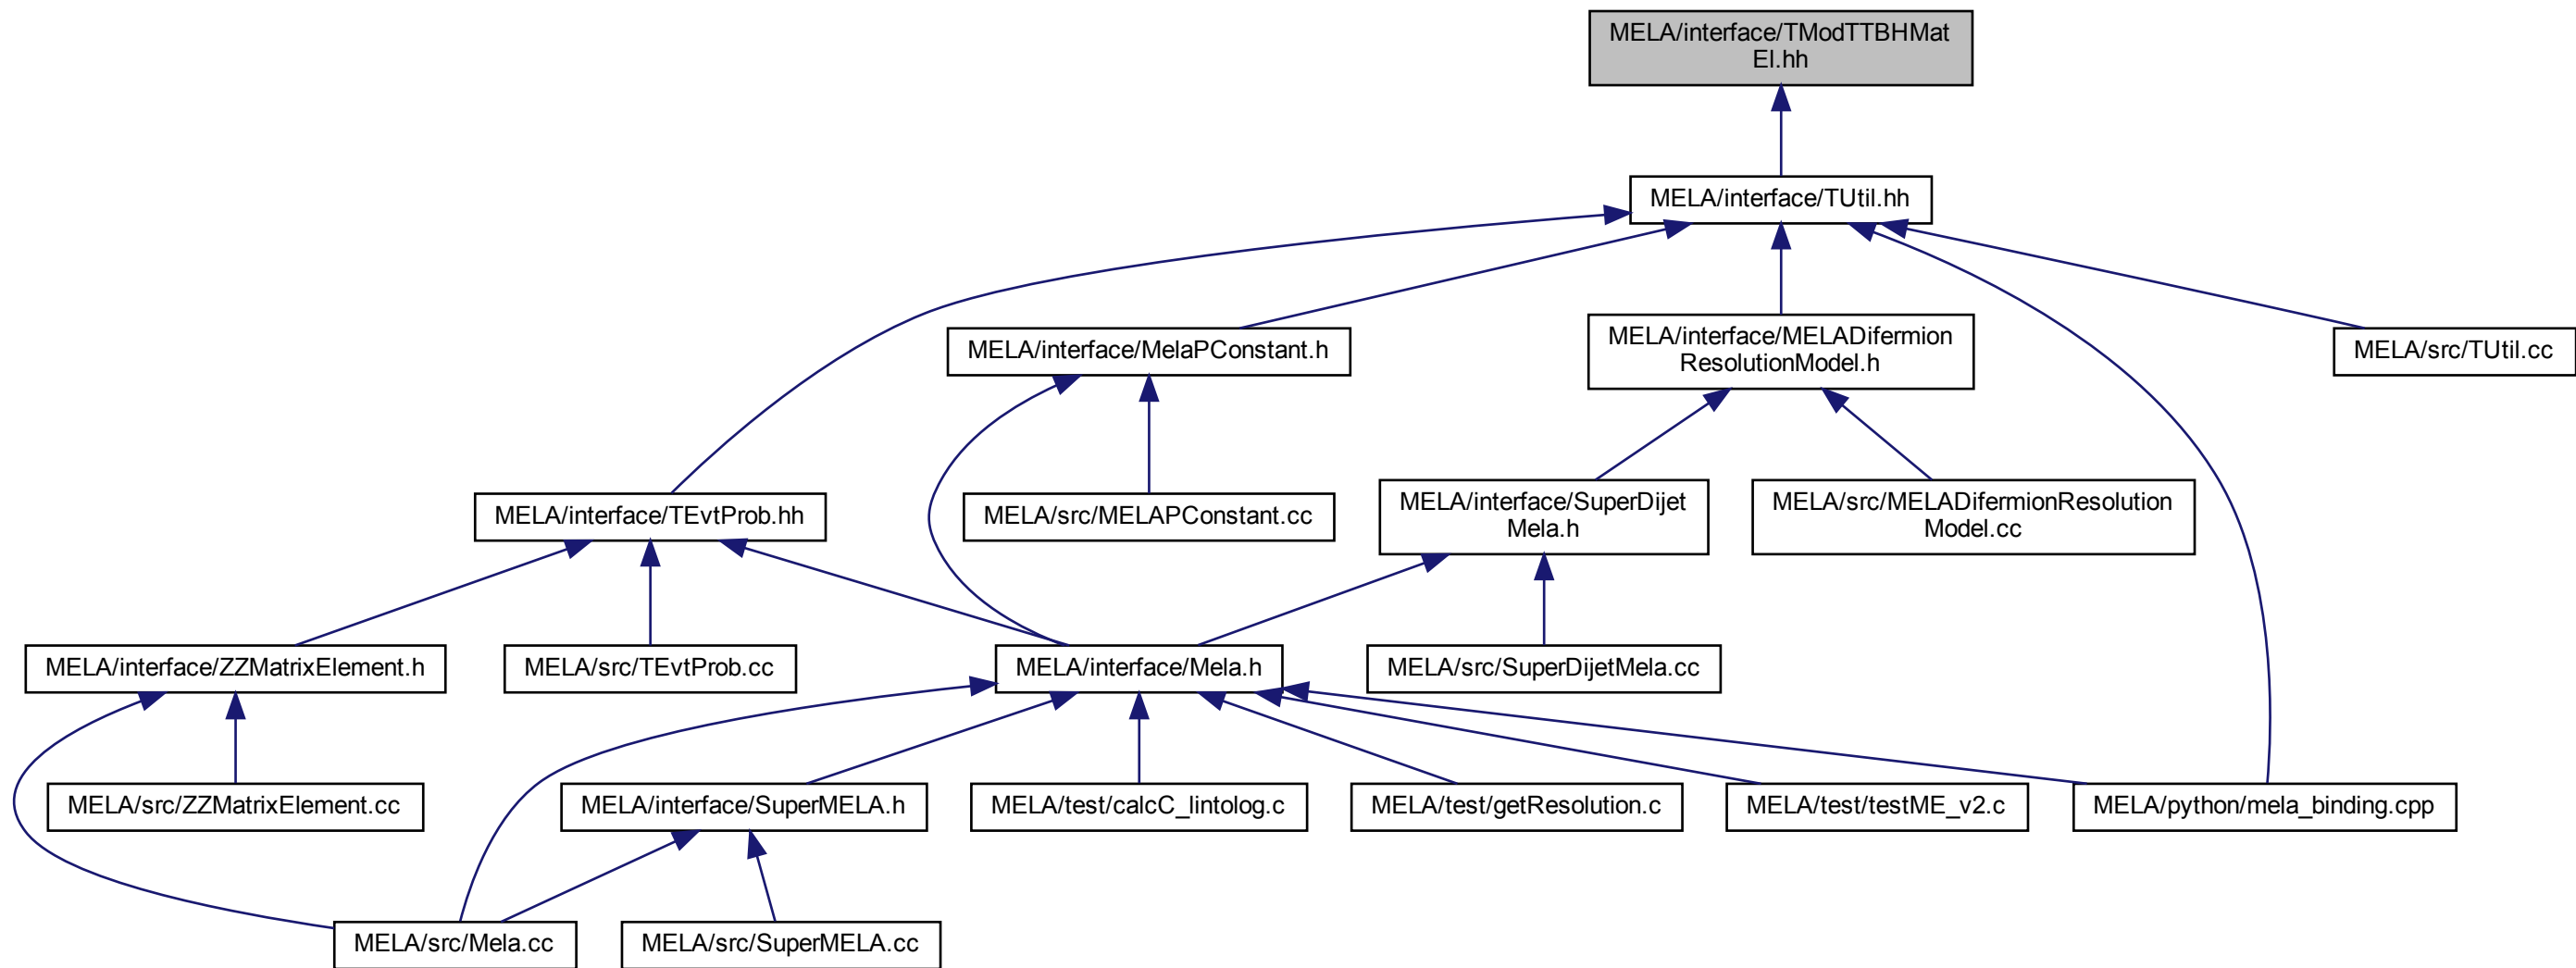 MELA/interface/TModTTBHMat
El.hh
MELA/interface/TUtil.hh
MELA/interface/MelaPConstant.h
MELA/interface/MELADifermion
ResolutionModel.h
MELA/src/TUtil.cc
MELA/interface/TEvtProb.hh
MELA/src/MELAPConstant.cc
MELA/interface/SuperDijet
Mela.h
MELA/src/MELADifermionResolution
Model.cc
MELA/interface/ZZMatrixElement.h
MELA/src/TEvtProb.cc
MELA/interface/Mela.h
MELA/src/SuperDijetMela.cc
MELA/src/ZZMatrixElement.cc
MELA/interface/SuperMELA.h
MELA/test/calcC_lintolog.c
MELA/test/getResolution.c
MELA/test/testME_v2.c
MELA/python/mela_binding.cpp
MELA/src/Mela.cc
MELA/src/SuperMELA.cc